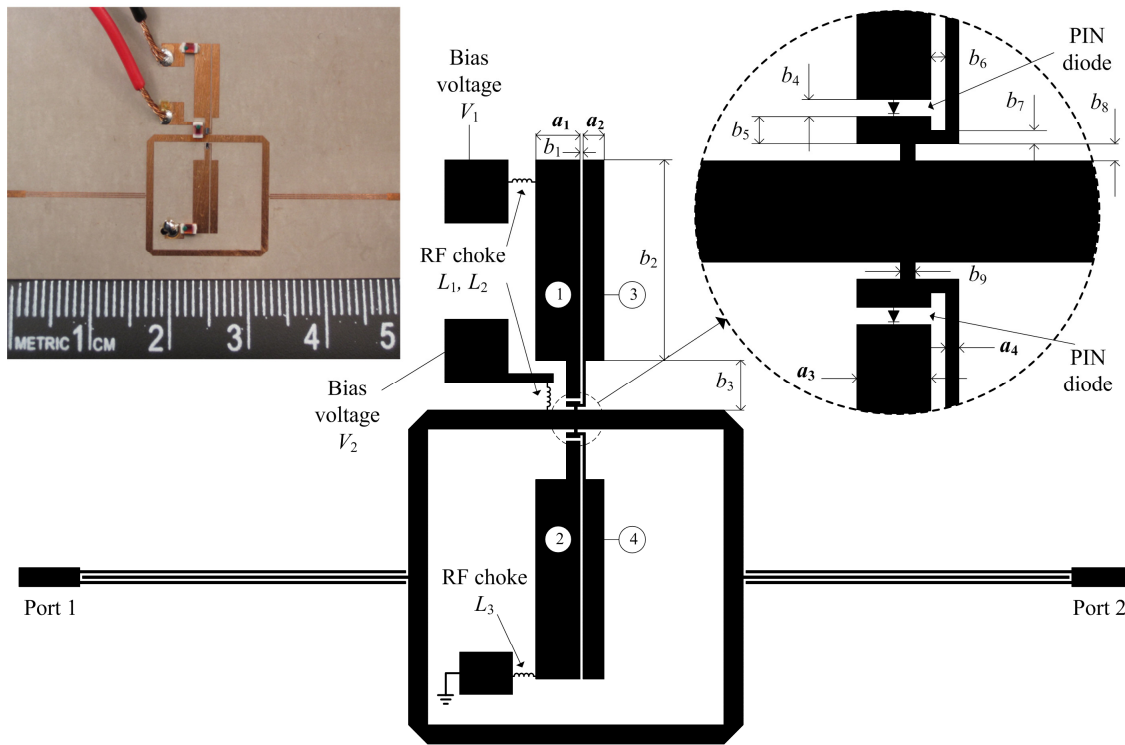 METRIC 1 CM 2 3 4 5
Bias
voltage
V₁
a₁ a₂
b₁
b₂
RF choke
L₁, L₂
1
3
Bias
voltage
V₂
b₃
PIN
diode
b₄
b₅
b₆
b₇
b₈
b₉
a₃
a₄
PIN
diode
2
4
RF choke
L₃
Port 1
Port 2